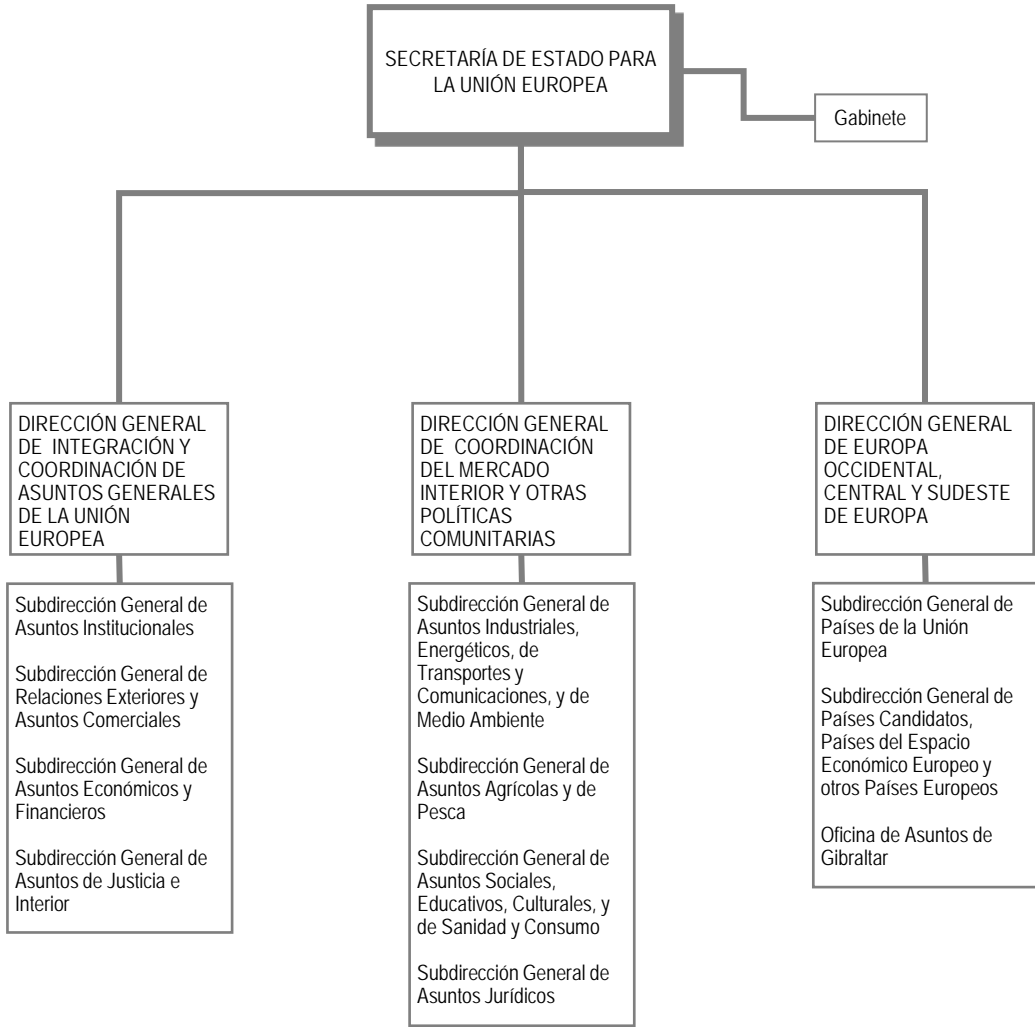 SECRETARÍA DE ESTADO PARA
LA UNIÓN EUROPEA
Gabinete
DIRECCIÓN GENERAL
DE INTEGRACIÓN Y
COORDINACIÓN DE
ASUNTOS GENERALES
DE LA UNIÓN
EUROPEA
Subdirección General de
Asuntos Institucionales
Subdirección General de
Relaciones Exteriores y
Asuntos Comerciales
Subdirección General de
Asuntos Económicos y
Financieros
Subdirección General de
Asuntos de Justicia e
Interior
DIRECCIÓN GENERAL
DE COORDINACIÓN
DEL MERCADO
INTERIOR Y OTRAS
POLÍTICAS
COMUNITARIAS
Subdirección General de
Asuntos Industriales,
Energéticos, de
Transportes y
Comunicaciones, y de
Medio Ambiente
Subdirección General de
Asuntos Agrícolas y de
Pesca
Subdirección General de
Asuntos Sociales,
Educativos, Culturales, y
de Sanidad y Consumo
Subdirección General de
Asuntos Jurídicos
DIRECCIÓN GENERAL
DE EUROPA
OCCIDENTAL,
CENTRAL Y SUDESTE
DE EUROPA
Subdirección General de
Países de la Unión
Europea
Subdirección General de
Países Candidatos,
Países del Espacio
Económico Europeo y
otros Países Europeos
Oficina de Asuntos de
Gibraltar